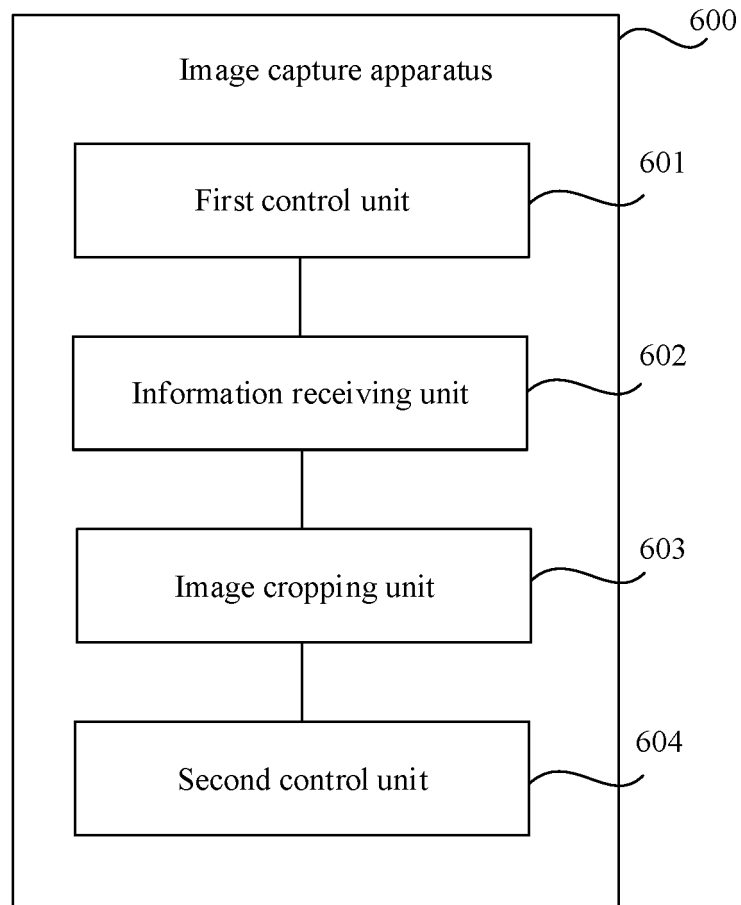 600
Image capture apparatus
601
First control unit
602
Information receiving unit
603
Image cropping unit
604
Second control unit